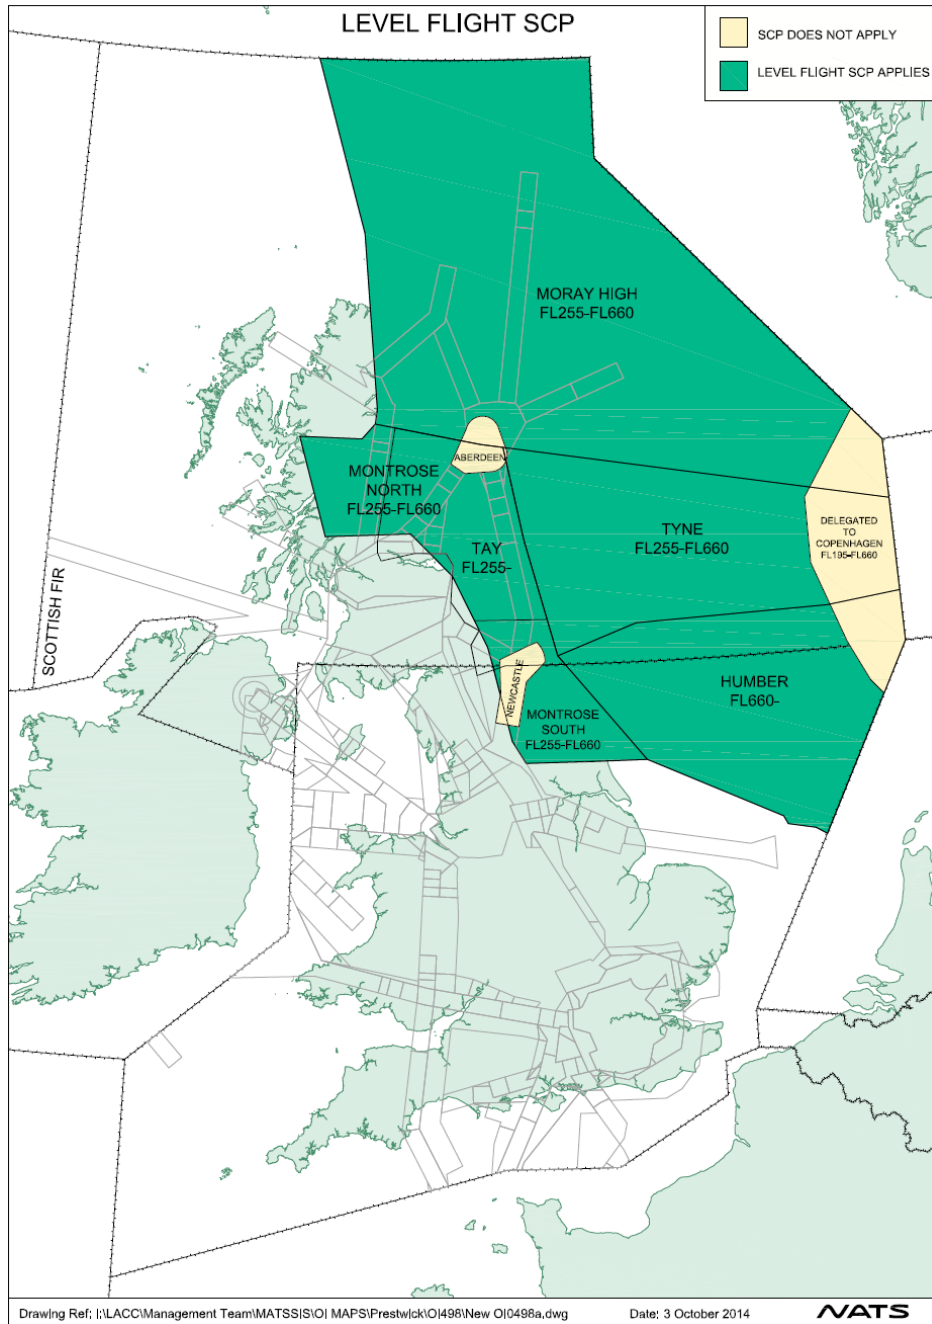 LEVEL FLIGHT SCP
SCP DOES NOT APPLY
LEVEL FLIGHT SCP APPLIES
MORAY HIGH
FL255-FL660
ABERDEEN
MONTROSE
NORTH
FL255-FL660
TAY
FL255-
TYNE
FL255-FL660
DELEGATED
TO
COPENHAGEN
FL195-FL660
SCOTTISH FIR
NEWCASTLE
HUMBER
FL660-
MONTROSE
SOUTH
FL255-FL660
Drawing Ref: I:\LACC\Management Team\MATSSIS\OI MAPS\Prestwick\OI498\New OI0498a.dwg
Date: 3 October 2014
NATS